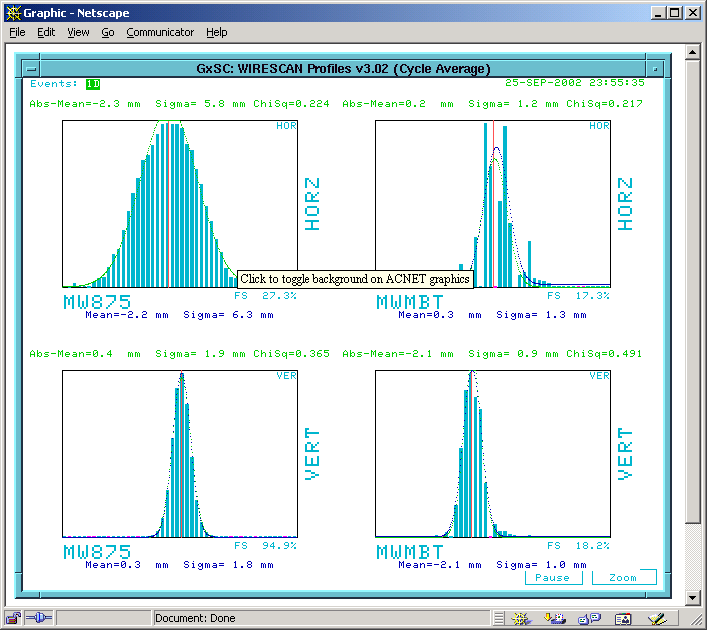 Graphic - Netscape
File Edit View Go Communicator Help
GxSC: WIRESCAN Profiles v3.02 (Cycle Average)
Events: 1D 25-SEP-2002 23:55:35
Abs-Mean=-2.3 mm Sigma= 5.8 mm ChiSq=0.224 Abs-Mean=0.2 mm Sigma= 1.2 mm ChiSq=0.217
HOR HOR
HORZ HORZ
Click to toggle background on ACNET graphics
MW875 FS 27.3% MWMBT FS 17.3%
Mean=-2.2 mm Sigma= 6.3 mm Mean=0.3 mm Sigma= 1.3 mm
Abs-Mean=0.4 mm Sigma= 1.9 mm ChiSq=0.365 Abs-Mean=-2.1 mm Sigma= 0.9 mm ChiSq=0.491
VER VER
VERT VERT
MW875 FS 94.9% MWMBT FS 18.2%
Mean=0.3 mm Sigma= 1.8 mm Mean=-2.1 mm Sigma= 1.0 mm
Pause Zoom
Document: Done